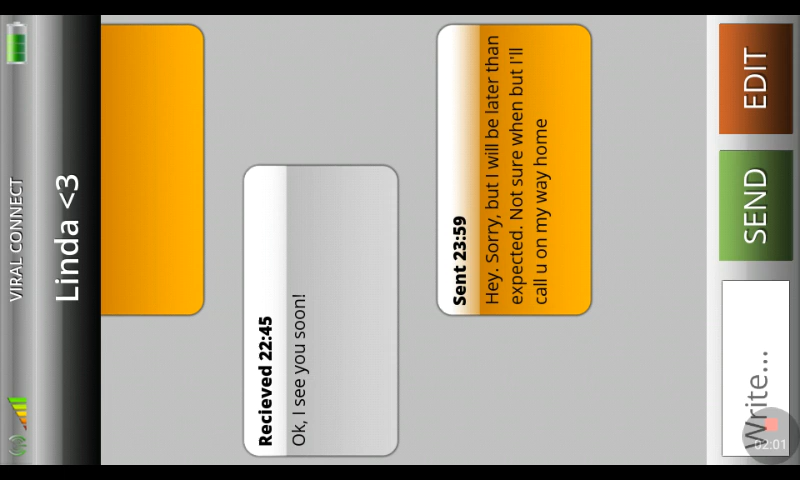 VIRAL CONNECT
Linda <3
Recieved 22:45
Ok, I see you soon!
Sent 23:59
Hey. Sorry, but I will be later than
expected. Not sure when but I'll
call u on my way home
Write...
SEND
EDIT
02:01